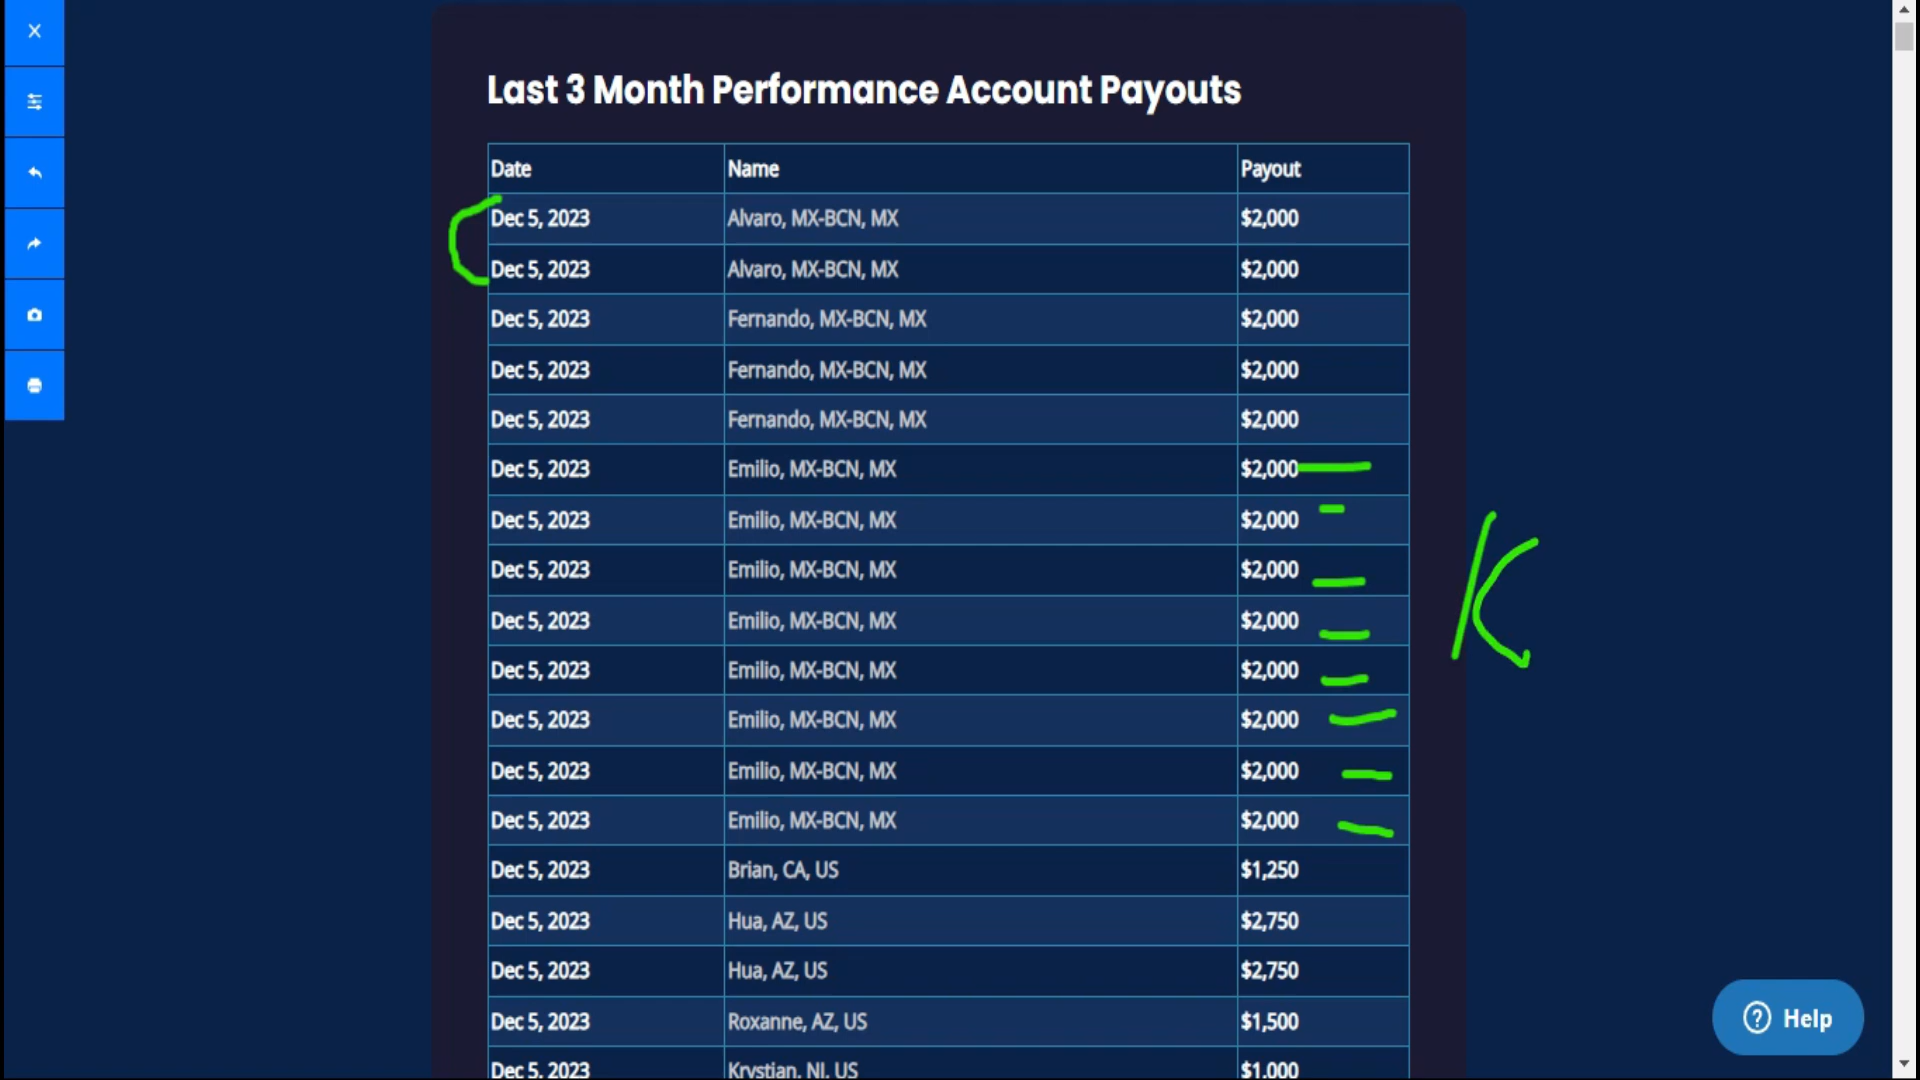 Last 3 Month Performance Account Payouts
Date Name Payout
Dec 5, 2023 Alvaro, MX-BCN, MX $2,000
Dec 5, 2023 Alvaro, MX-BCN, MX $2,000
Dec 5, 2023 Fernando, MX-BCN, MX $2,000
Dec 5, 2023 Fernando, MX-BCN, MX $2,000
Dec 5, 2023 Fernando, MX-BCN, MX $2,000
Dec 5, 2023 Emilio, MX-BCN, MX $2,000
Dec 5, 2023 Emilio, MX-BCN, MX $2,000
Dec 5, 2023 Emilio, MX-BCN, MX $2,000
Dec 5, 2023 Emilio, MX-BCN, MX $2,000
Dec 5, 2023 Emilio, MX-BCN, MX $2,000
Dec 5, 2023 Emilio, MX-BCN, MX $2,000
Dec 5, 2023 Emilio, MX-BCN, MX $2,000
Dec 5, 2023 Emilio, MX-BCN, MX $2,000
Dec 5, 2023 Brian, CA, US $1,250
Dec 5, 2023 Hua, AZ, US $2,750
Dec 5, 2023 Hua, AZ, US $2,750
Dec 5, 2023 Roxanne, AZ, US $1,500
Dec 5, 2023 Krystian, NJ, US $1,000
K
Help